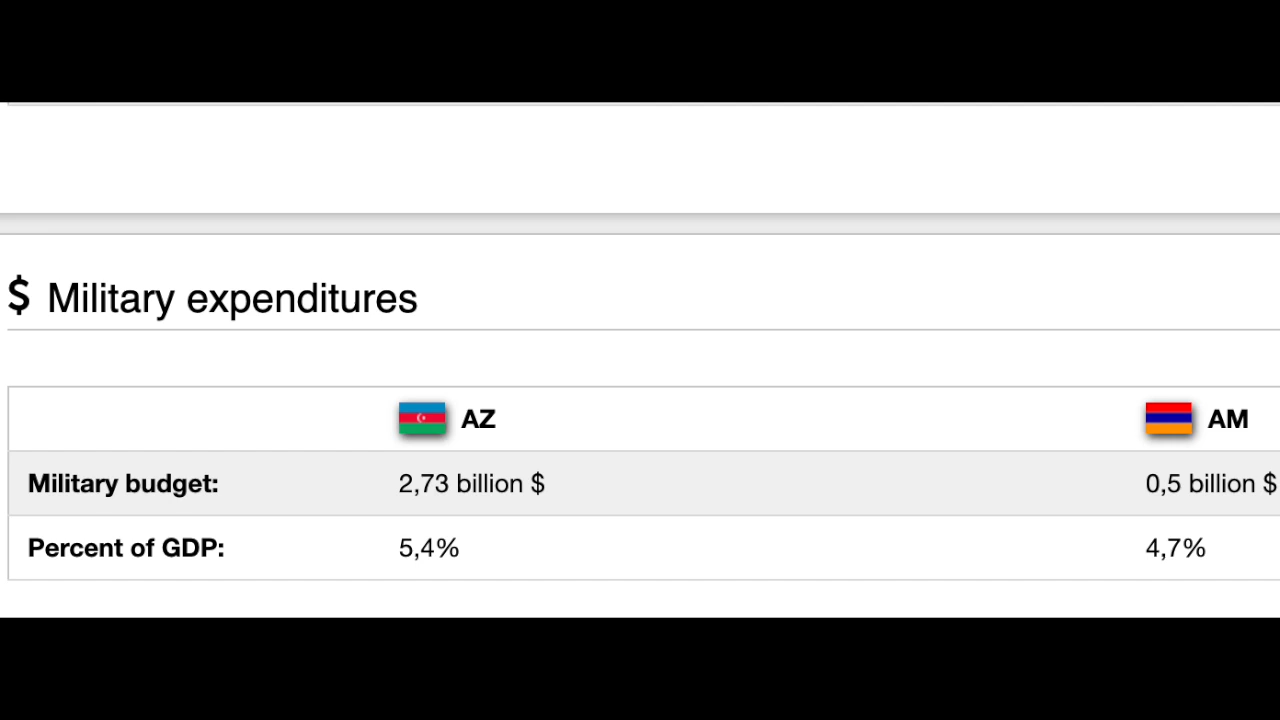 $ Military expenditures
AZ AM
Military budget: 2,73 billion $ 0,5 billion $
Percent of GDP: 5,4% 4,7%